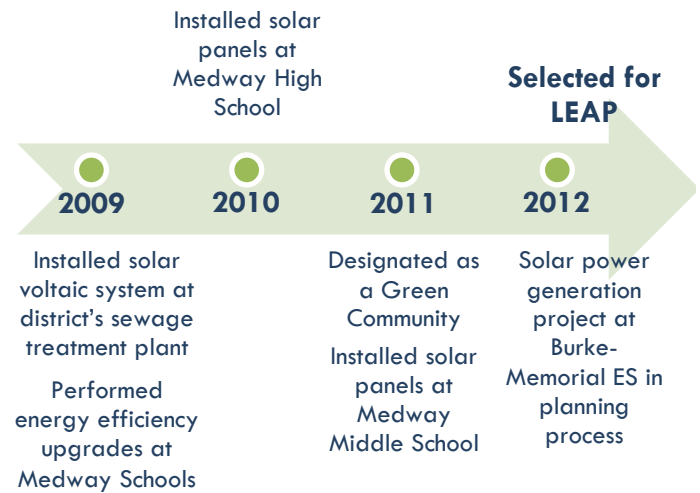 Installed solar
panels at
Medway High
School
Selected for
LEAP
2009
2010
2011
2012
Installed solar
voltaic system at
district's sewage
treatment plant
Performed
energy efficiency
upgrades at
Medway Schools
Designated as
a Green
Community
Installed solar
panels at
Medway
Middle School
Solar power
generation
project at
Burke-
Memorial ES in
planning
process